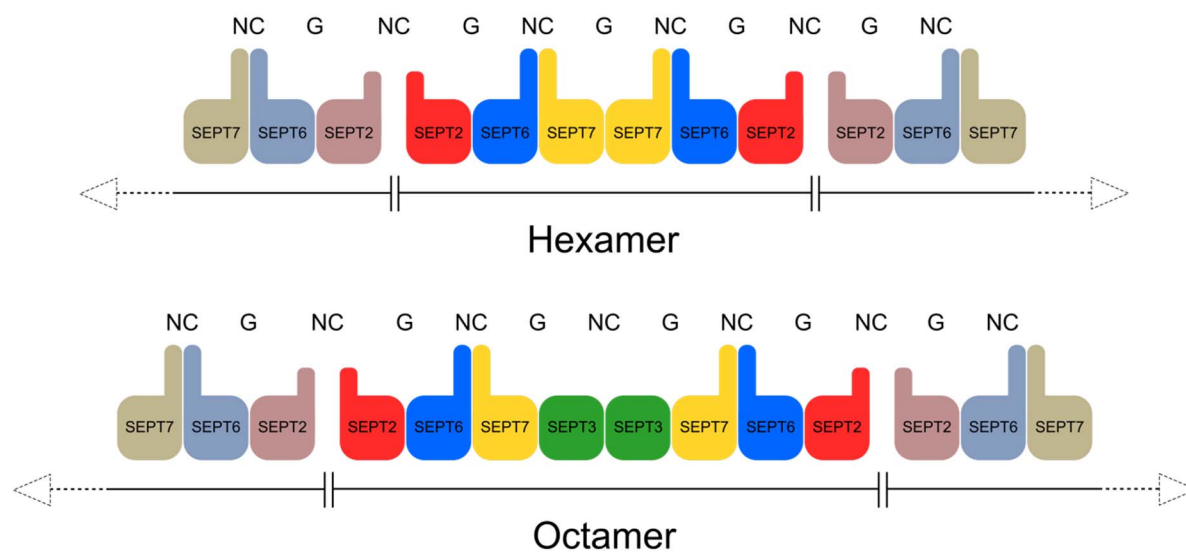 NC G NC G NC G NC G NC G NC
SEPT7 SEPT6 SEPT2 SEPT2 SEPT6 SEPT7 SEPT7 SEPT6 SEPT2 SEPT2 SEPT6 SEPT7
Hexamer
NC G NC G NC G NC G NC G NC G NC
SEPT7 SEPT6 SEPT2 SEPT2 SEPT6 SEPT7 SEPT3 SEPT3 SEPT7 SEPT6 SEPT2 SEPT2 SEPT6 SEPT7
Octamer